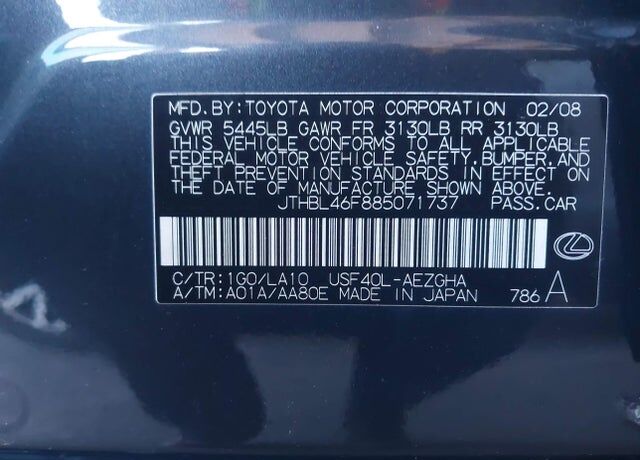 MFD.BY:TOYOTA MOTOR CORPORATION 02/08
GVWR 5445LB GAWR FR 3130LB RR 3130LB
THIS VEHICLE CONFORMS TO ALL APPLICABLE
FEDERAL MOTOR VEHICLE SAFETY,BUMPER,AND
THEFT PREVENTION STANDARDS IN EFFECT ON
THE DATE OF MANUFACTURE SHOWN ABOVE.
JTHBL46F885071737 PASS.CAR
C/TR:1G0/LA10 USF40L-AEZGHA
A/TM:A01A/AA80E MADE IN JAPAN 786 A